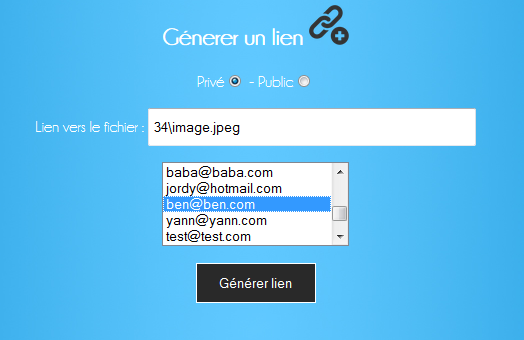 Génerer un lien
Privé - Public
Lien vers le fichier : 34\image.jpeg
baba@baba.com
jordy@hotmail.com
ben@ben.com
yann@yann.com
test@test.com
Générer lien